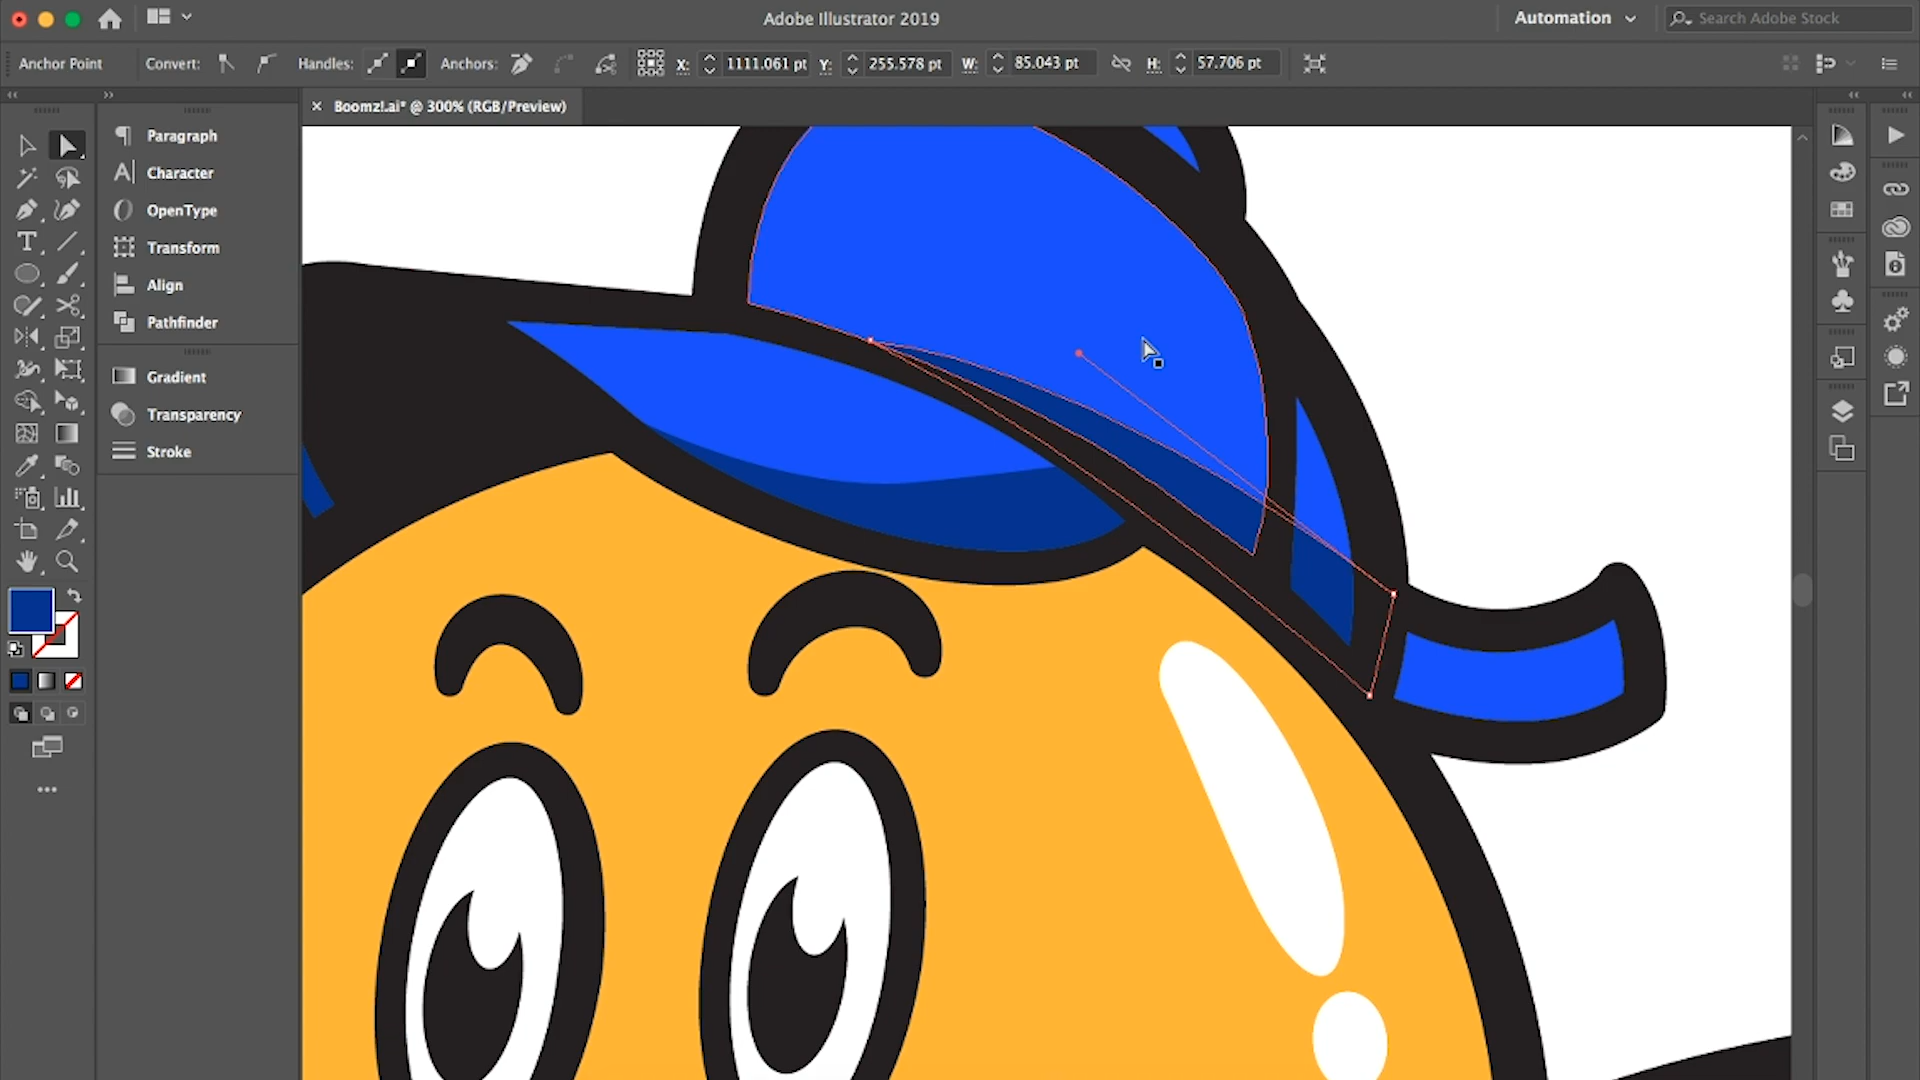 Adobe Illustrator 2019
Automation
Search Adobe Stock
Anchor Point
Convert:
Handles:
Anchors:
X:
1111.061 pt
Y:
255.578 pt
W:
85.043 pt
H:
57.706 pt
Boomz!.ai* @ 300% (RGB/Preview)
Paragraph
Character
OpenType
Transform
Align
Pathfinder
Gradient
Transparency
Stroke